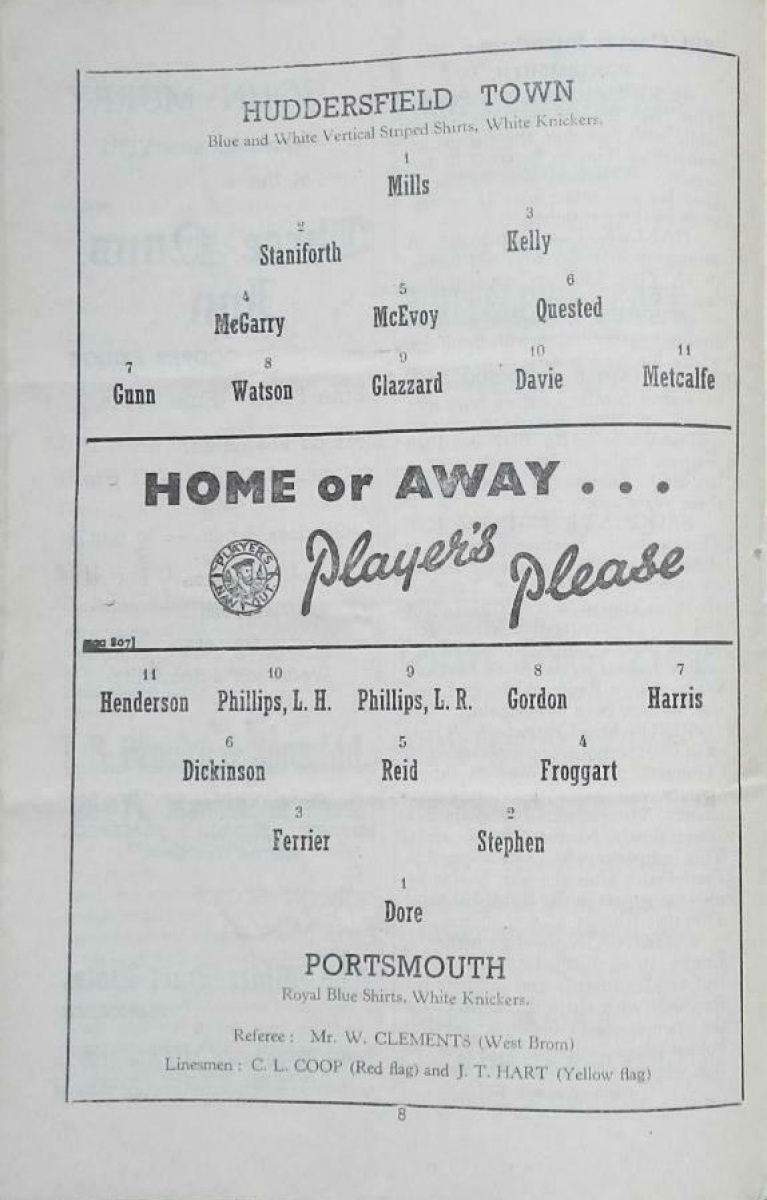 HUDDERSFIELD TOWN
Blue and White Vertical Striped Shirts, White Knickers.
1
Mills
2 3
Staniforth Kelly
4 5 6
McGarry McEvoy Quested
7 8 9 10 11
Gunn Watson Glazzard Davie Metcalfe
HOME or AWAY . . .
PLAYER'S
NAVY CUT
Player's Please
807]
11 10 9 8 7
Henderson Phillips, L. H. Phillips, L. R. Gordon Harris
6 5 4
Dickinson Reid Froggart
3 2
Ferrier Stephen
1
Dore
PORTSMOUTH
Royal Blue Shirts, White Knickers.
Referee : Mr. W. CLEMENTS (West Brom)
Linesmen : C. L. COOP (Red flag) and J. T. HART (Yellow flag)
8